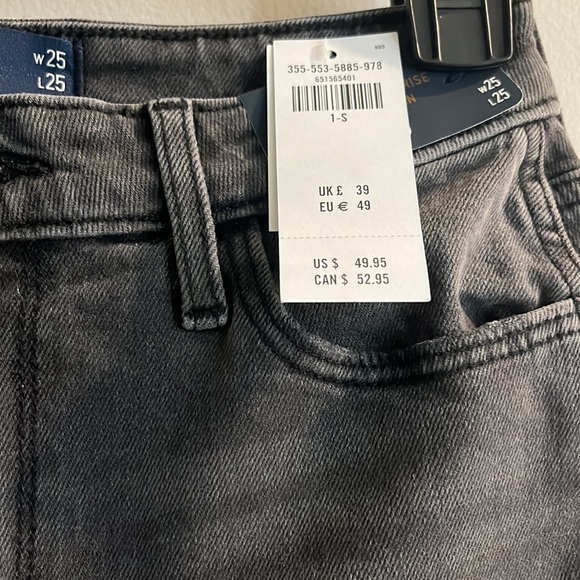 W25
L25
355-553-5885-978
651565401
1-S
UK £ 39
EU € 49
US $ 49.95
CAN $ 52.95
RISE
W25
L25